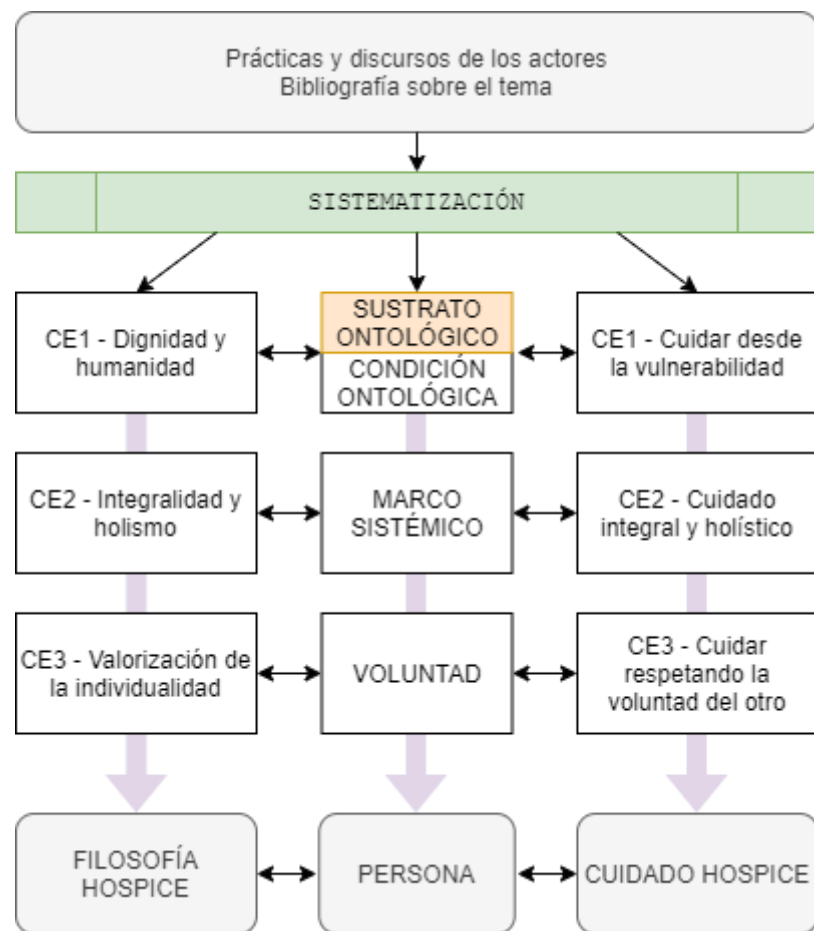 Prácticas y discursos de los actores
Bibliografía sobre el tema
SISTEMATIZACIÓN
CE1 - Dignidad y
humanidad
SUSTRATO
ONTOLÓGICO
CONDICIÓN
ONTOLÓGICA
CE1 - Cuidar desde
la vulnerabilidad
CE2 - Integralidad y
holismo
MARCO
SISTÉMICO
CE2 - Cuidado
integral y holístico
CE3 - Valorización de
la individualidad
VOLUNTAD
CE3 - Cuidar
respetando la
voluntad del otro
FILOSOFÍA
HOSPICE
PERSONA
CUIDADO HOSPICE